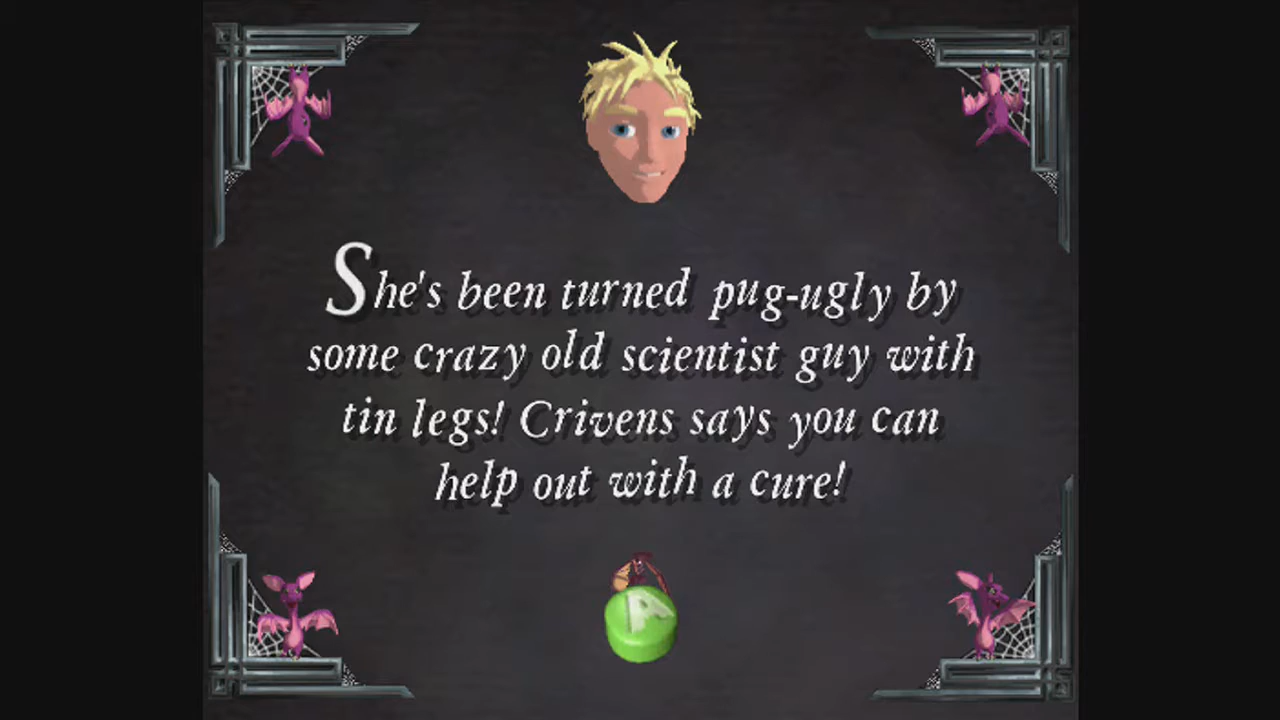 She's been turned pug-ugly by
some crazy old scientist guy with
tin legs! Crivens says you can
help out with a cure!
A